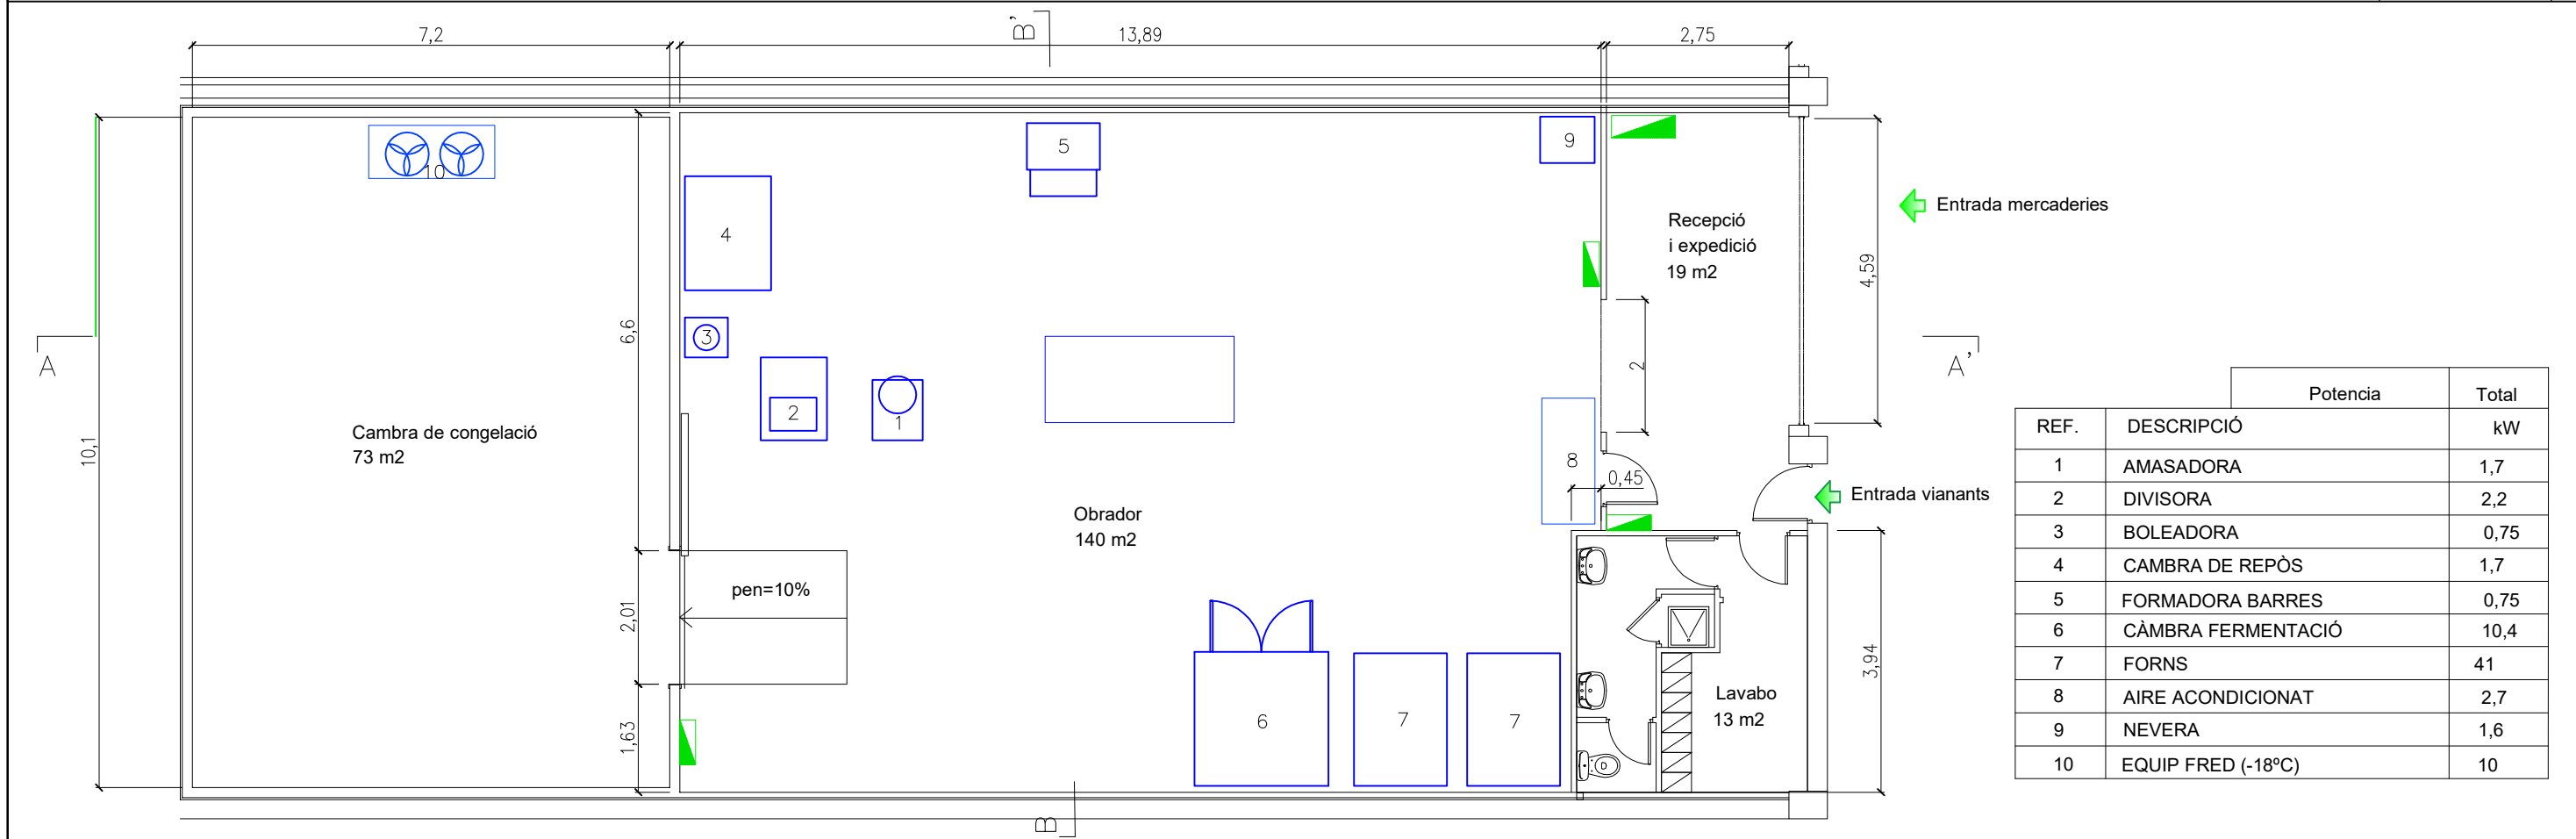 7,2
B'
13,89
2,75
10
5
9
4
3
2
1
6,6
10,1
A
Cambra de congelació
73 m2
Recepció
i expedició
19 m2
4,59
2
Entrada mercaderies
A'
8
0,45
Entrada vianants
Obrador
140 m2
pen=10%
2,01
1,63
6
7
7
Lavabo
13 m2
3,94
B
Potencia Total
REF. DESCRIPCIÓ kW
1 AMASADORA 1,7
2 DIVISORA 2,2
3 BOLEADORA 0,75
4 CAMBRA DE REPÒS 1,7
5 FORMADORA BARRES 0,75
6 CÀMBRA FERMENTACIÓ 10,4
7 FORNS 41
8 AIRE ACONDICIONAT 2,7
9 NEVERA 1,6
10 EQUIP FRED (-18ºC) 10